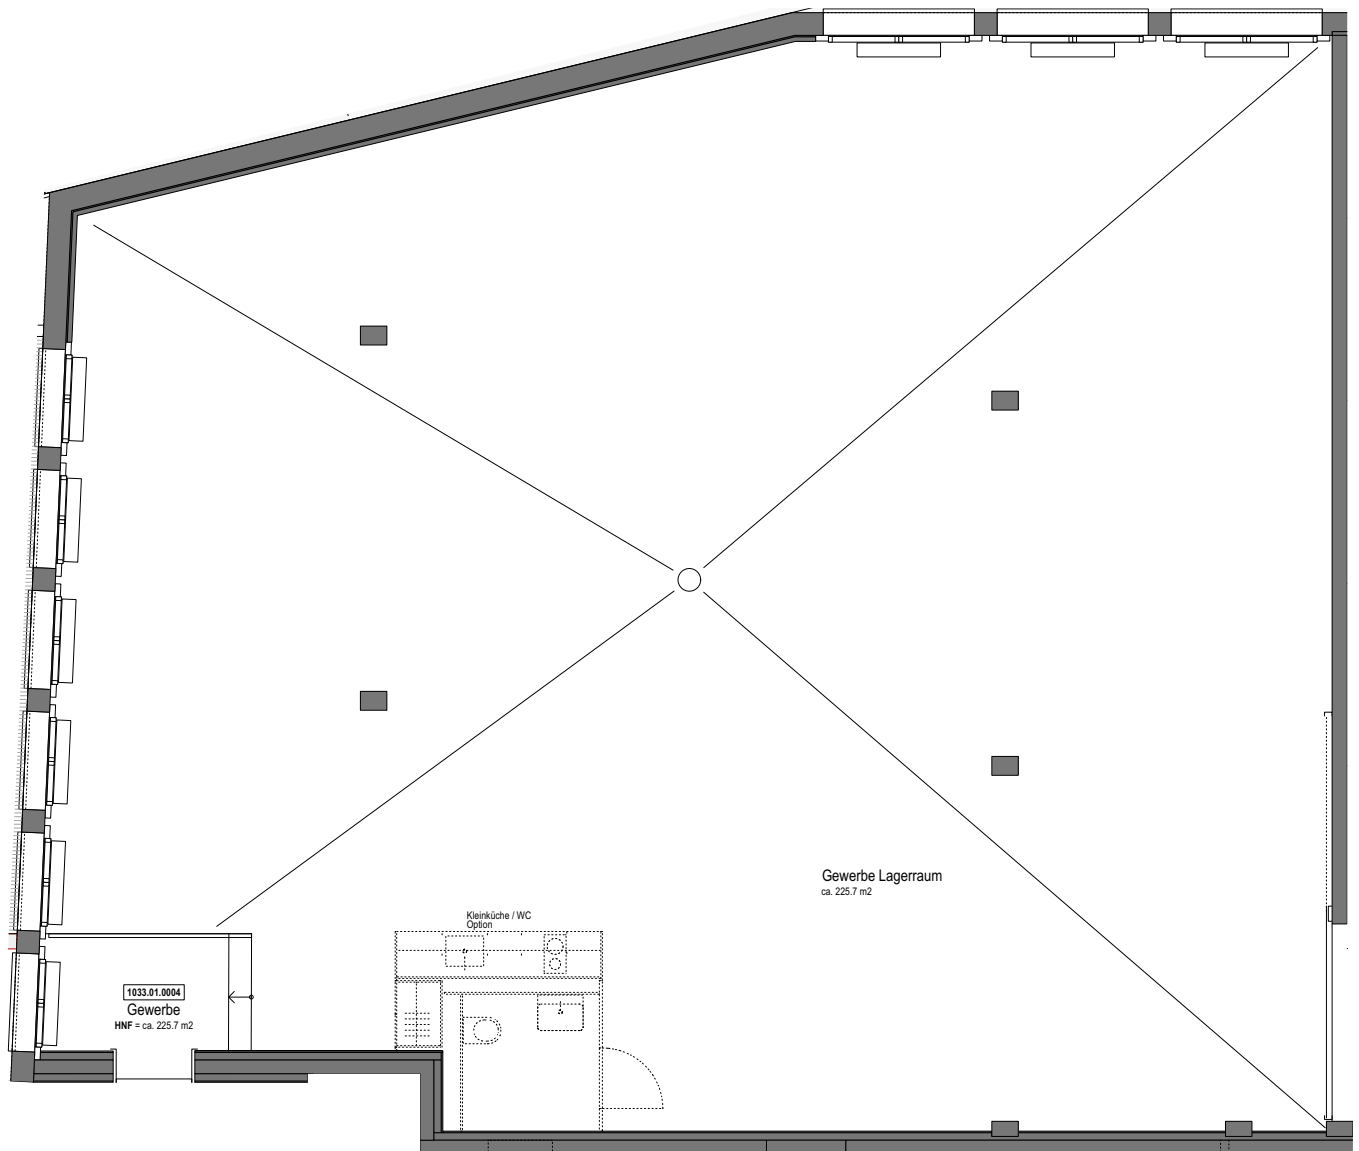 Gewerbe Lagerraum
ca. 225.7 m2
Kleinküche / WC
Option
1033.01.0004
Gewerbe
HNF = ca. 225.7 m2